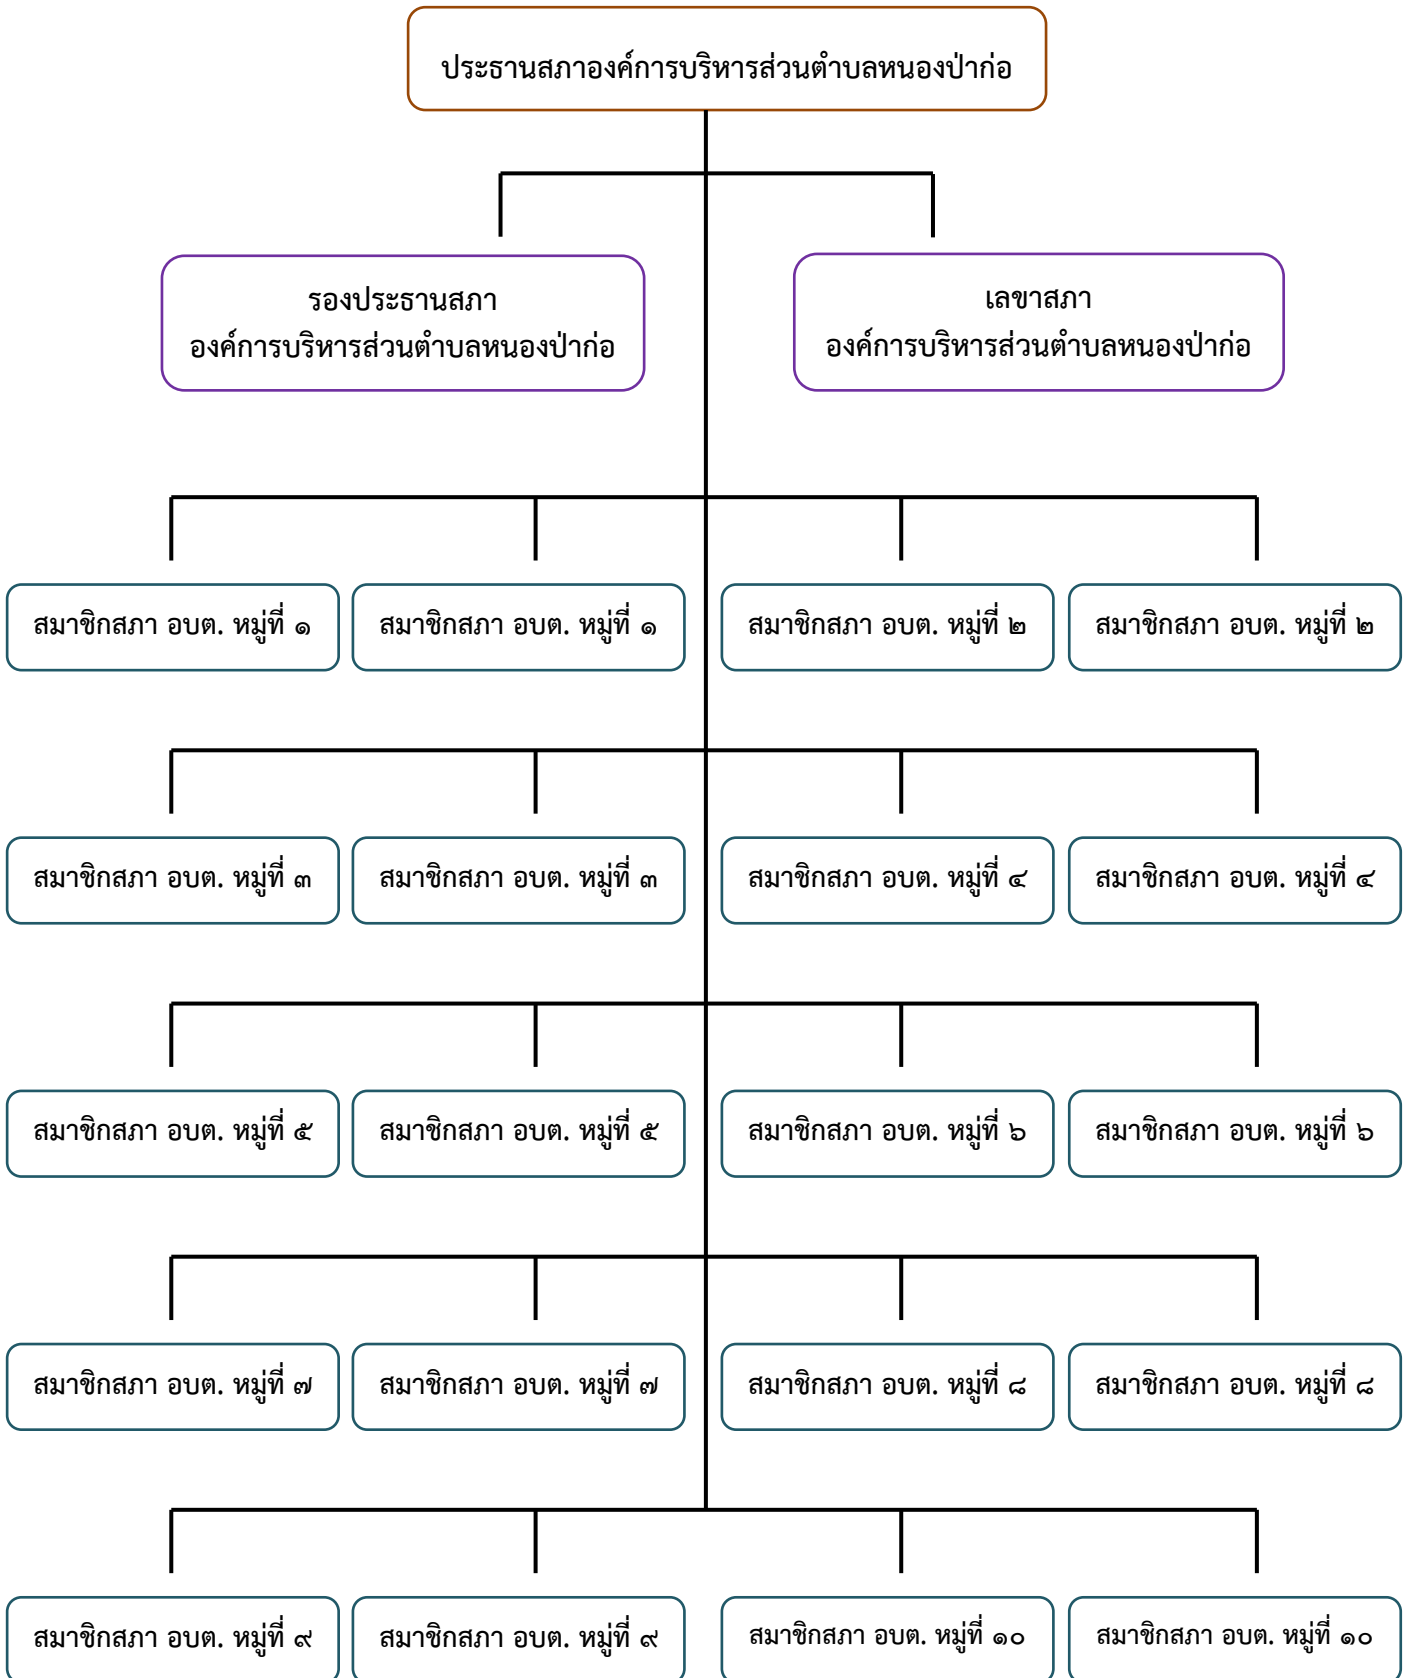 ประธานสภาองค์การบริหารส่วนตำบลหนองป่าก่อ
รองประธานสภา
องค์การบริหารส่วนตำบลหนองป่าก่อ
เลขาสภา
องค์การบริหารส่วนตำบลหนองป่าก่อ
สมาชิกสภา อบต. หมู่ที่ ๑
สมาชิกสภา อบต. หมู่ที่ ๑
สมาชิกสภา อบต. หมู่ที่ ๒
สมาชิกสภา อบต. หมู่ที่ ๒
สมาชิกสภา อบต. หมู่ที่ ๓
สมาชิกสภา อบต. หมู่ที่ ๓
สมาชิกสภา อบต. หมู่ที่ ๔
สมาชิกสภา อบต. หมู่ที่ ๔
สมาชิกสภา อบต. หมู่ที่ ๕
สมาชิกสภา อบต. หมู่ที่ ๕
สมาชิกสภา อบต. หมู่ที่ ๖
สมาชิกสภา อบต. หมู่ที่ ๖
สมาชิกสภา อบต. หมู่ที่ ๗
สมาชิกสภา อบต. หมู่ที่ ๗
สมาชิกสภา อบต. หมู่ที่ ๘
สมาชิกสภา อบต. หมู่ที่ ๘
สมาชิกสภา อบต. หมู่ที่ ๙
สมาชิกสภา อบต. หมู่ที่ ๙
สมาชิกสภา อบต. หมู่ที่ ๑๐
สมาชิกสภา อบต. หมู่ที่ ๑๐